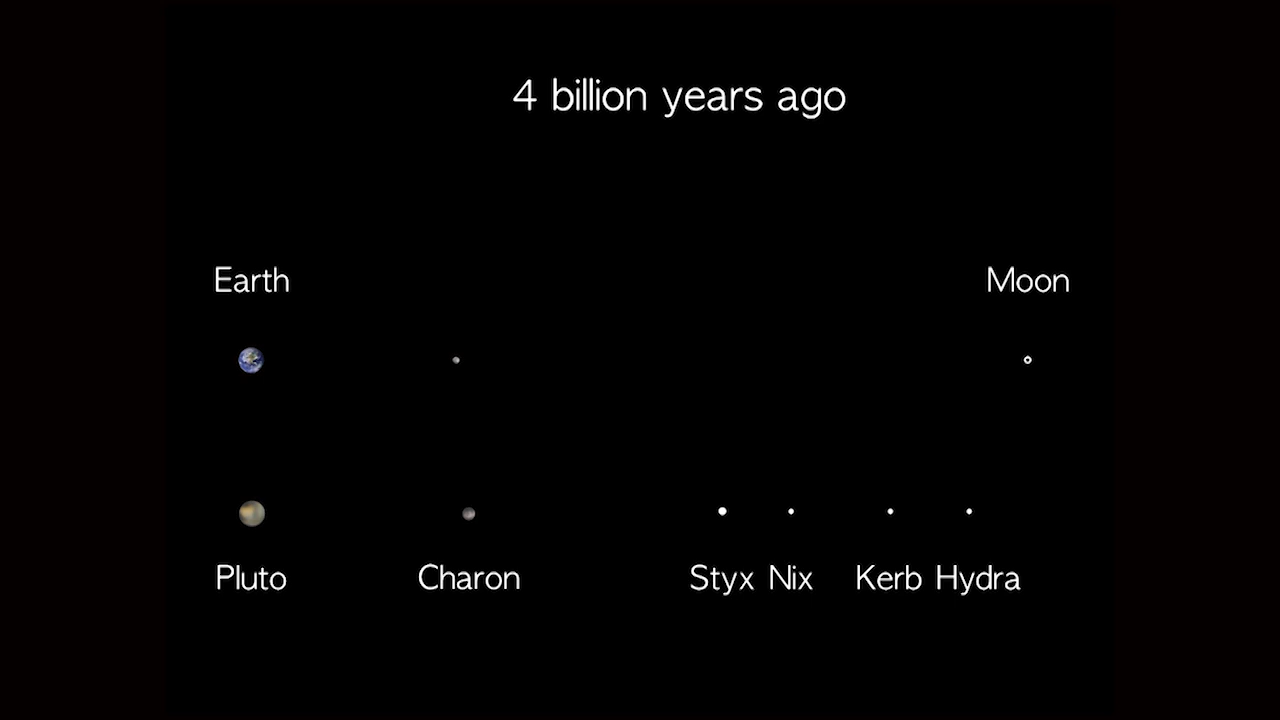 4 billion years ago
Earth
Moon
Pluto
Charon
Styx
Nix
Kerb
Hydra